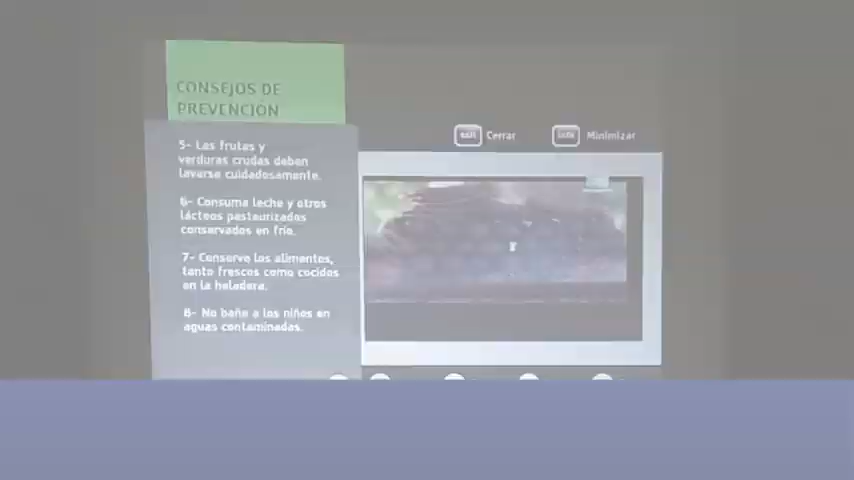 CONSEJOS DE
PREVENCIÓN
5- Las frutas y
verduras crudas deben
lavarse cuidadosamente.
6- Consuma leche y otros
lácteos pasteurizados
conservados en frío.
7- Conserve los alimentos,
tanto frescos como cocidos
en la heladera.
8- No bañe a los niños en
aguas contaminadas.
EXIT Cerrar
Minimizar